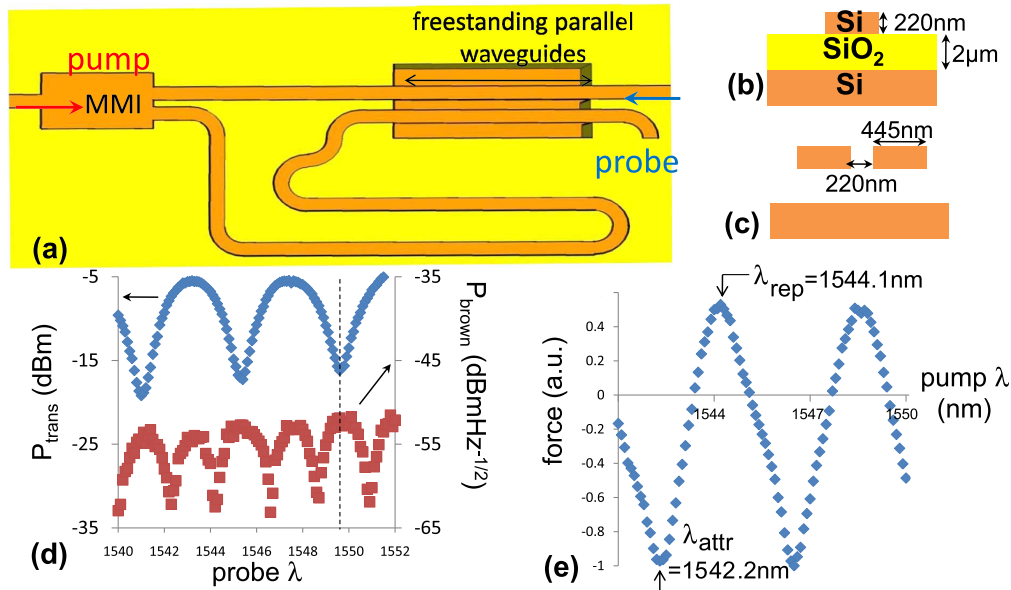 freestanding parallel
waveguides
pump
MMI
probe
(a)
Si
220nm
SiO2
2μm
Si
(b)
445nm
220nm
(c)
-5
-15
-25
-35
Ptrans (dBm)
-35
-45
-55
-65
Pbrown (dBmHz-1/2)
1540
1542
1544
1546
1548
1550
1552
probe λ
(d)
λrep=1544.1nm
0.4
0.2
0
-0.2
-0.4
-0.6
-0.8
-1
force (a.u.)
1544
1547
1550
pump λ
(nm)
λattr
=1542.2nm
(e)